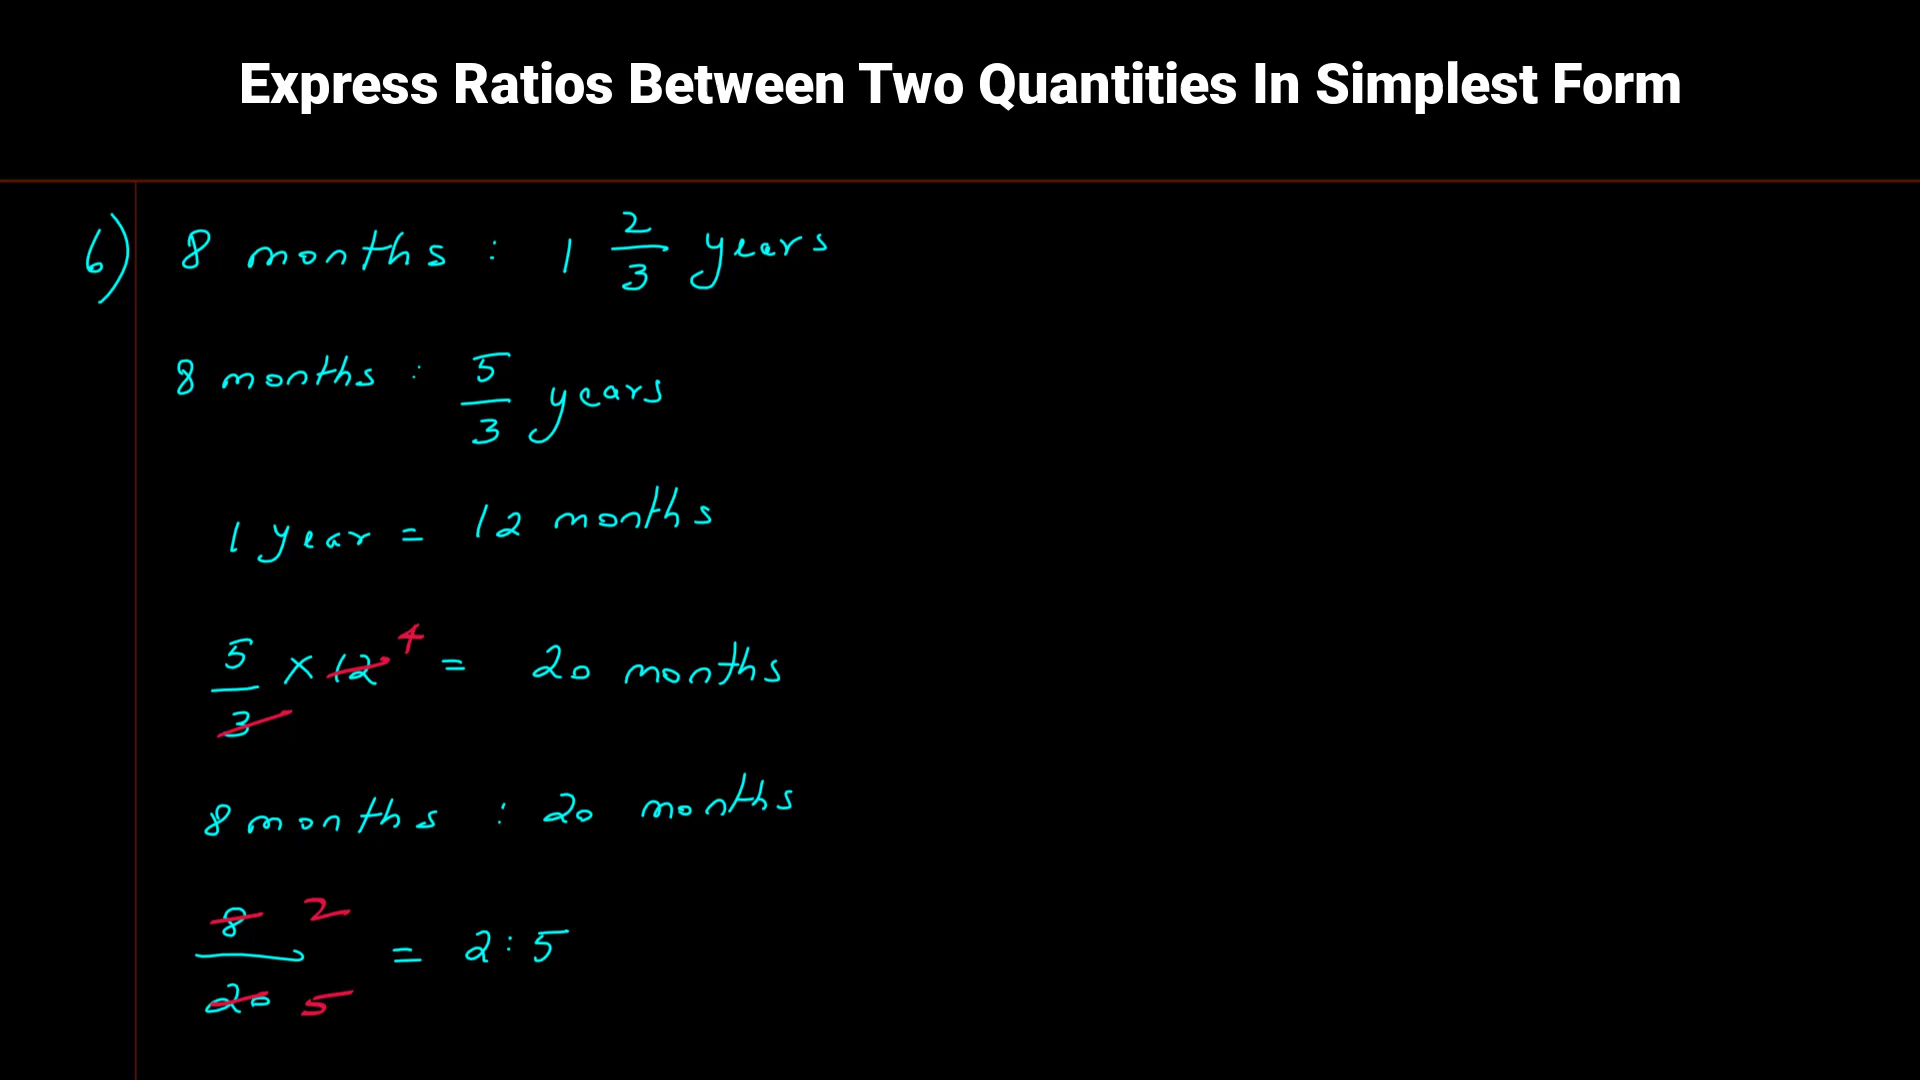 Express Ratios Between Two Quantities In Simplest Form
6) 8 months : 1 2/3 years
8 months : 5/3 years
1 year = 12 months
5/3 × 12 4 = 20 months
8 months : 20 months
8 2 / 20 5 = 2 : 5